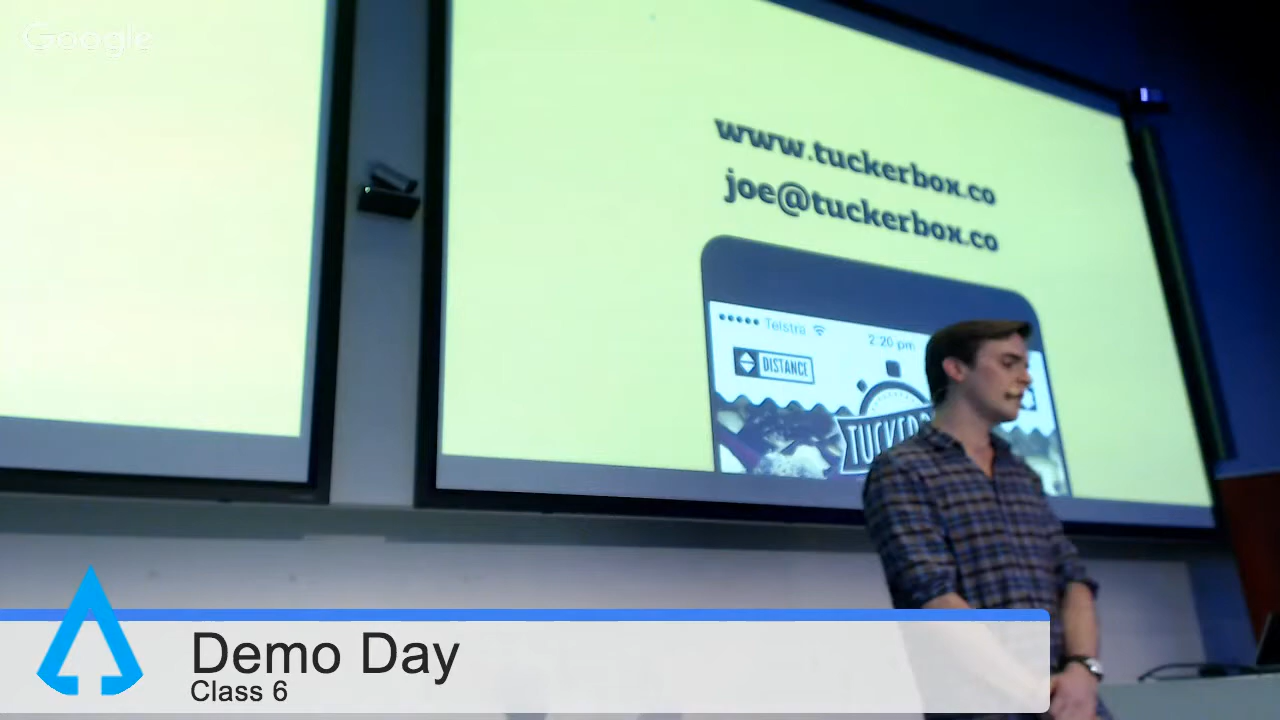 Google
www.tuckerbox.co
joe@tuckerbox.co
Telstra
2:20 pm
DISTANCE
Demo Day
Class 6